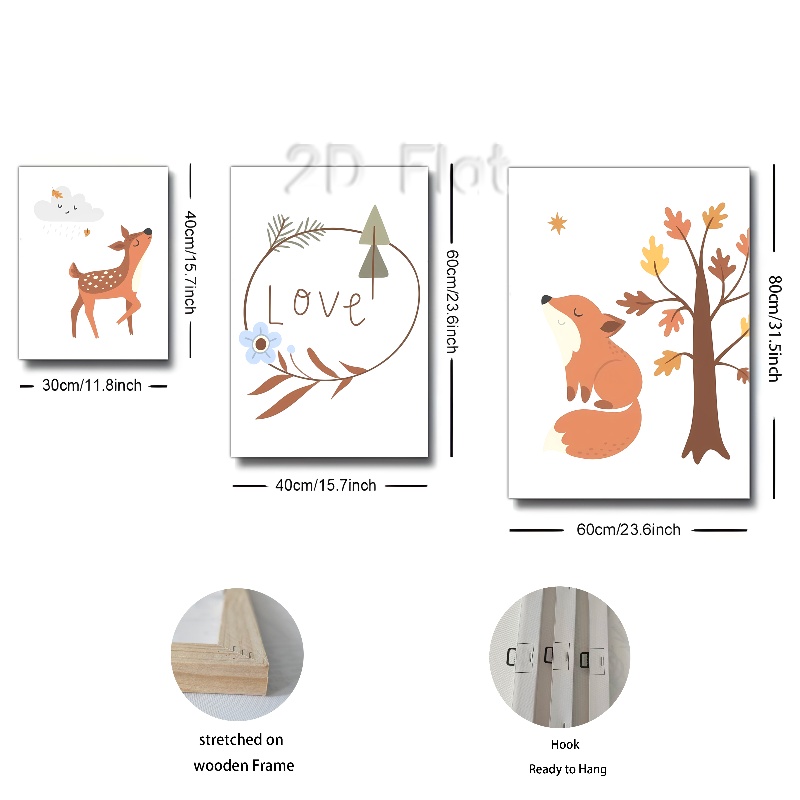 2D Flat
40cm/15.7inch
30cm/11.8inch
Love
60cm/23.6inch
40cm/15.7inch
80cm/31.5inch
60cm/23.6inch
stretched on
wooden Frame
Hook
Ready to Hang